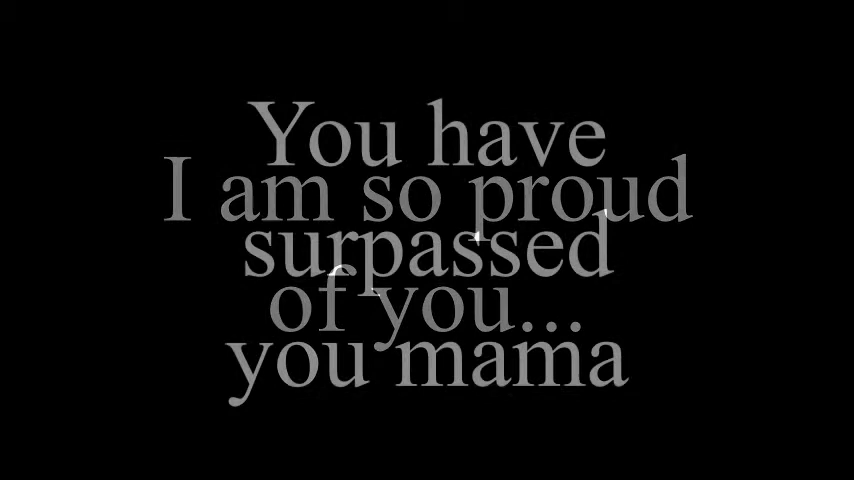 You have
I am so proud
surpassed
of you...
you mama